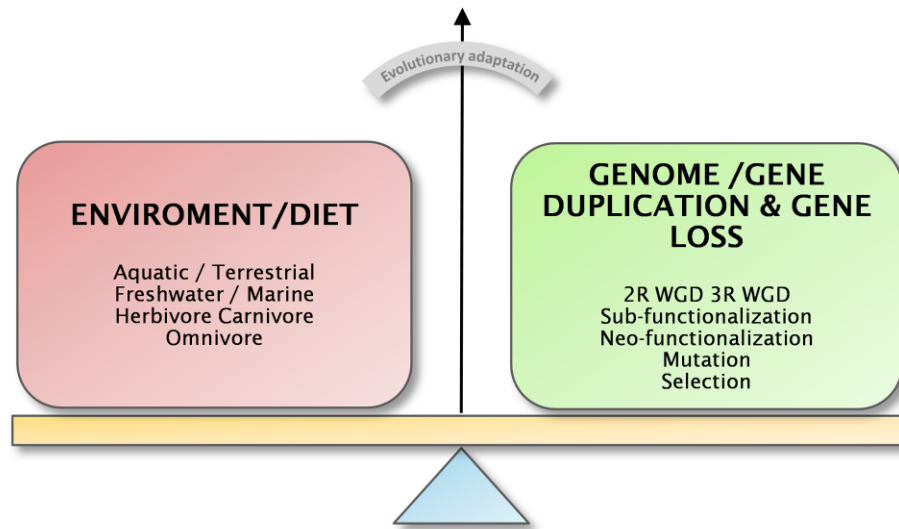 Evolutionary adaptation
ENVIROMENT/DIET
Aquatic / Terrestrial
Freshwater / Marine
Herbivore Carnivore
Omnivore
GENOME /GENE
DUPLICATION & GENE
LOSS
2R WGD 3R WGD
Sub-functionalization
Neo-functionalization
Mutation
Selection